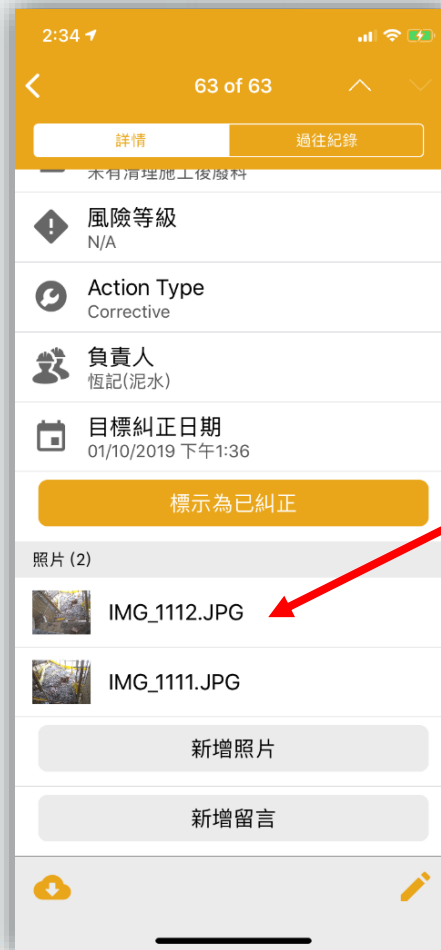 2:34
63 of 63
詳情
過往紀錄
未有清理施工後廢料
風險等級
N/A
Action Type
Corrective
負責人
恆記(泥水)
目標糾正日期
01/10/2019 下午1:36
標示為已糾正
照片 (2)
IMG_1112.JPG
IMG_1111.JPG
新增照片
新增留言